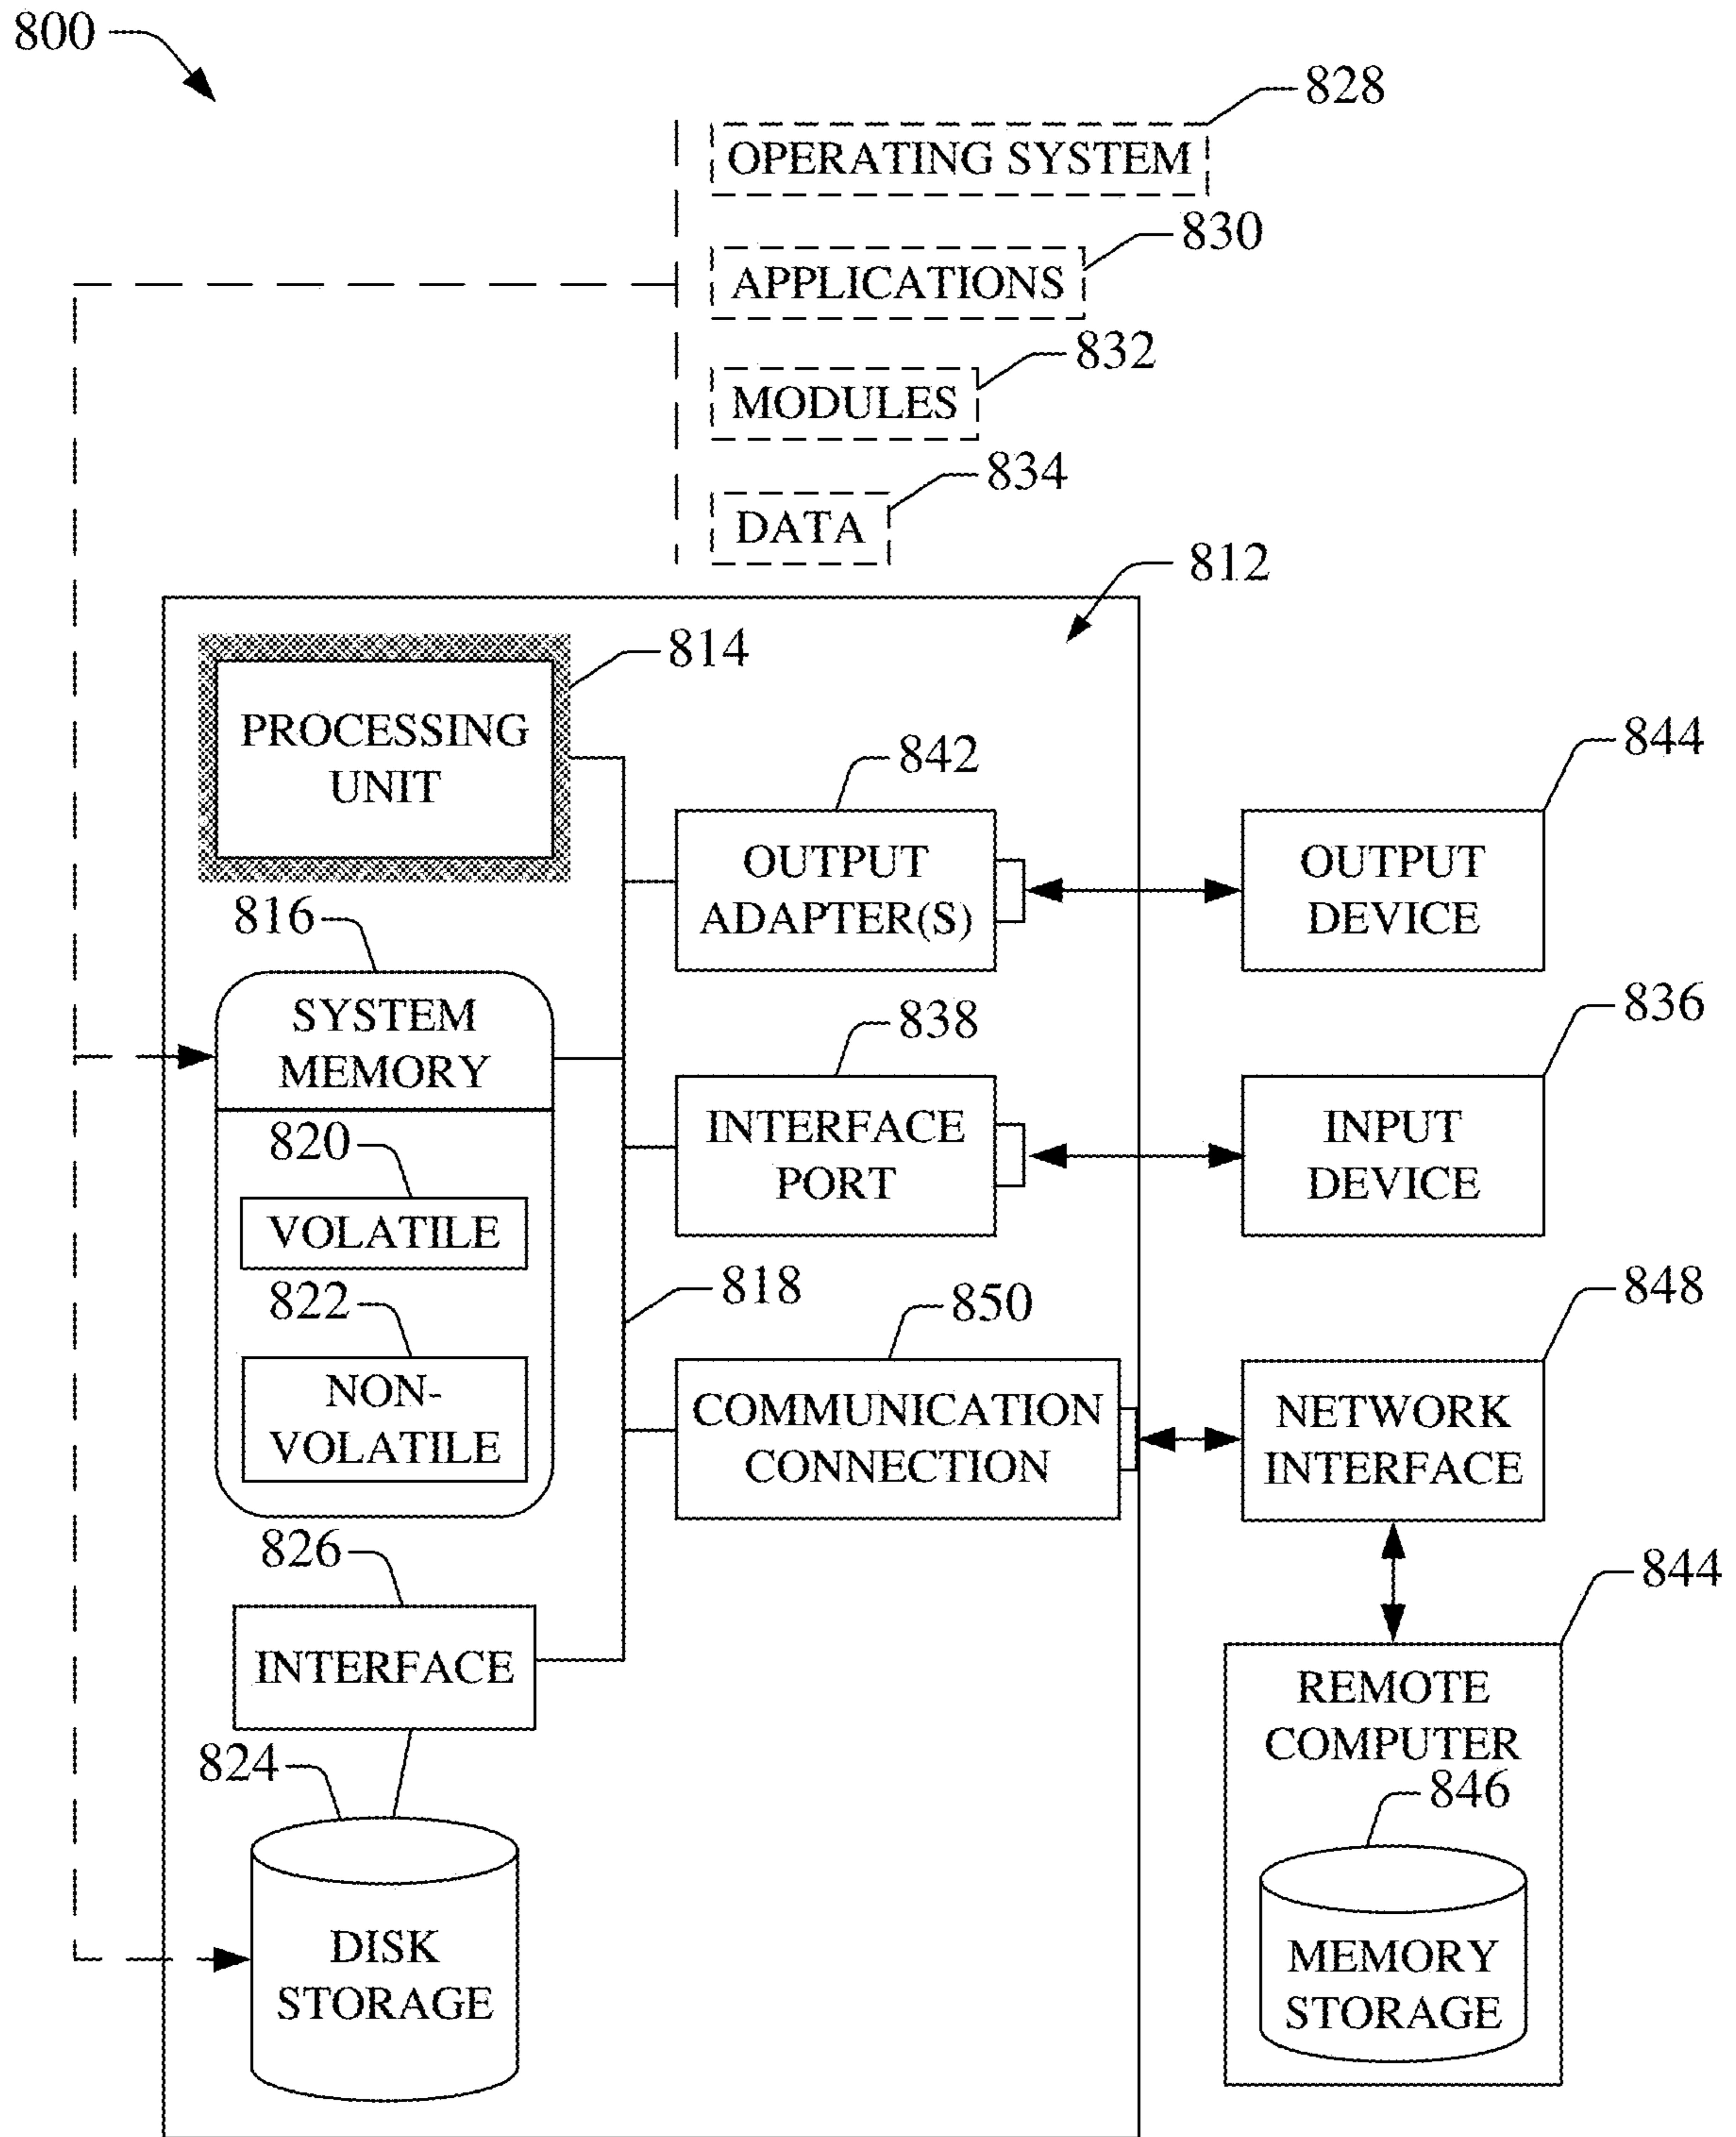 800
828
OPERATING SYSTEM
830
APPLICATIONS
832
MODULES
834
DATA
812
814
PROCESSING
UNIT
842
OUTPUT
ADAPTER(S)
844
OUTPUT
DEVICE
816
SYSTEM
MEMORY
838
INTERFACE
PORT
836
INPUT
DEVICE
820
VOLATILE
822
NON-
VOLATILE
818
850
COMMUNICATION
CONNECTION
848
NETWORK
INTERFACE
826
INTERFACE
844
REMOTE
COMPUTER
846
MEMORY
STORAGE
824
DISK
STORAGE